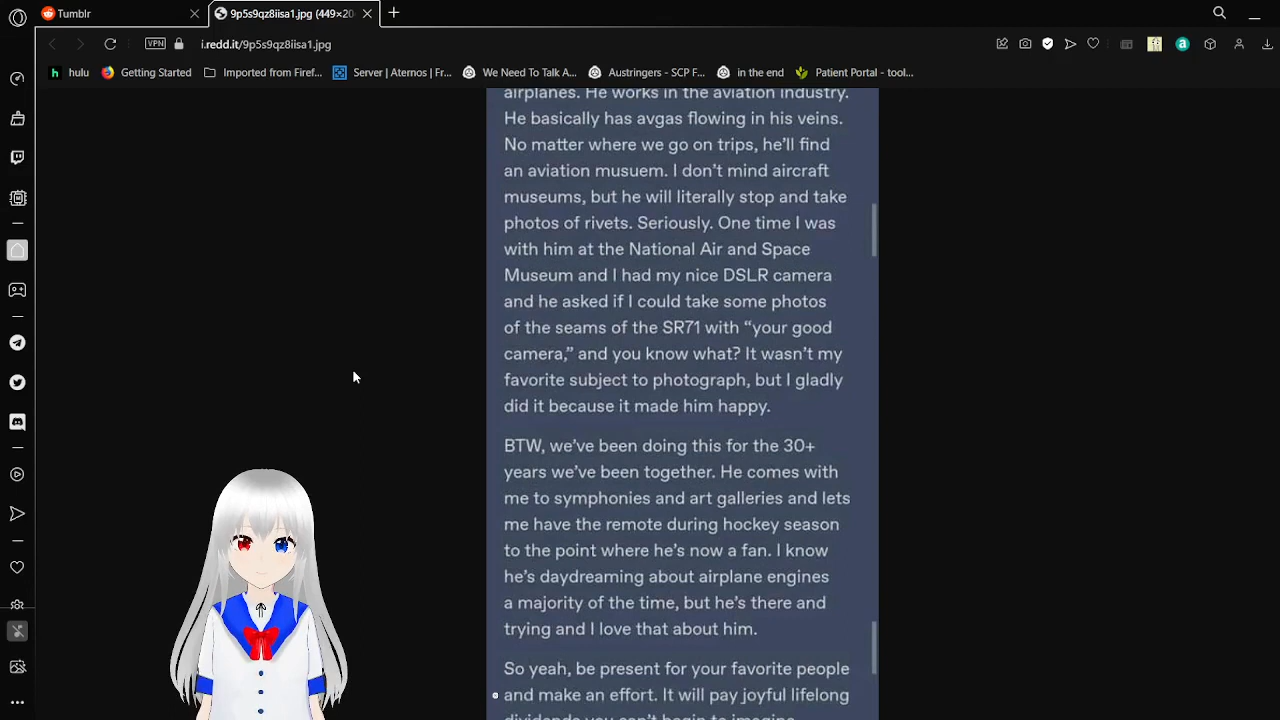 Tumblr
9p5s9qz8iisa1.jpg (449×20
VPN
i.redd.it/9p5s9qz8iisa1.jpg
h hulu
Getting Started
Imported from Firef...
Server | Aternos | Fr...
We Need To Talk A...
Austringers - SCP F...
in the end
Patient Portal - tool...
airplanes. He works in the aviation industry.
He basically has avgas flowing in his veins.
No matter where we go on trips, he’ll find
an aviation musuem. I don’t mind aircraft
museums, but he will literally stop and take
photos of rivets. Seriously. One time I was
with him at the National Air and Space
Museum and I had my nice DSLR camera
and he asked if I could take some photos
of the seams of the SR71 with “your good
camera,” and you know what? It wasn’t my
favorite subject to photograph, but I gladly
did it because it made him happy.
BTW, we’ve been doing this for the 30+
years we’ve been together. He comes with
me to symphonies and art galleries and lets
me have the remote during hockey season
to the point where he’s now a fan. I know
he’s daydreaming about airplane engines
a majority of the time, but he’s there and
trying and I love that about him.
So yeah, be present for your favorite people
and make an effort. It will pay joyful lifelong
dividends you can’t begin to imagine.